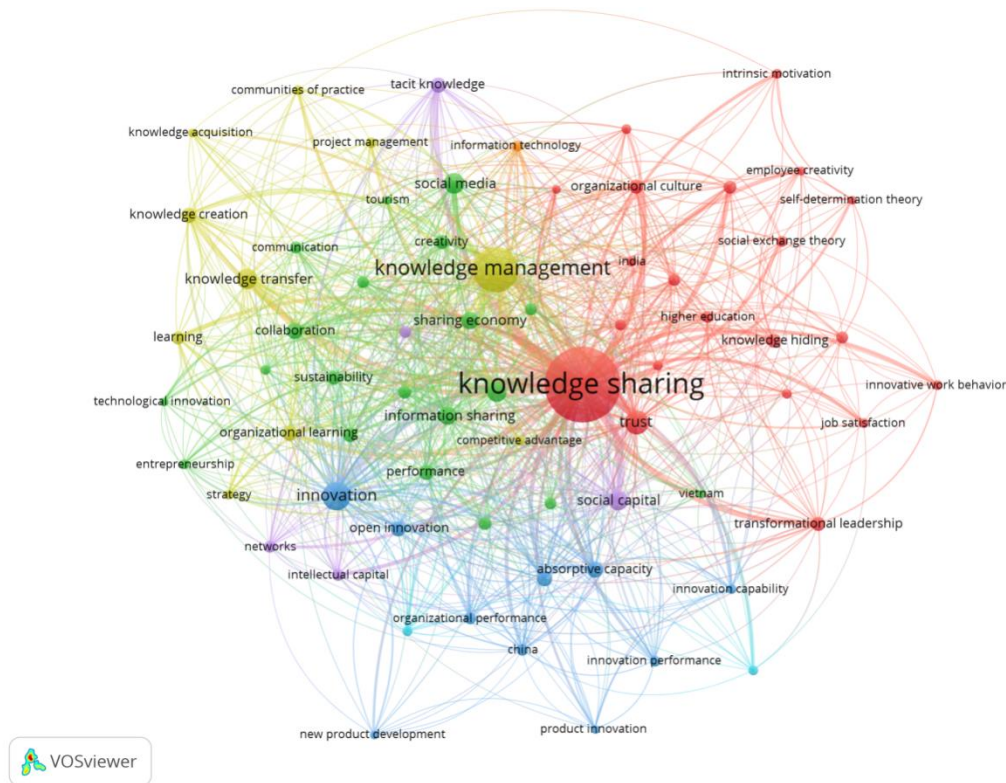 intrinsic motivation
tacit knowledge
communities of practice
knowledge acquisition
project management
information technology
employee creativity
social media
organizational culture
tourism
self-determination theory
knowledge creation
creativity
social exchange theory
communication
india
knowledge management
knowledge transfer
higher education
sharing economy
collaboration
learning
knowledge hiding
sustainability
knowledge sharing
innovative work behavior
technological innovation
information sharing
trust
job satisfaction
organizational learning
competitive advantage
entrepreneurship
performance
strategy
innovation
social capital
vietnam
open innovation
transformational leadership
networks
intellectual capital
absorptive capacity
innovation capability
organizational performance
china
innovation performance
new product development
product innovation
VOSviewer